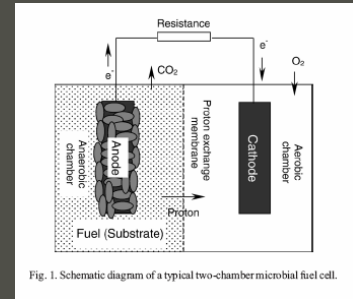 Resistance
e-
e-
O2
CO2
Anaerobic
chamber
Anode
Proton exchange
membrane
Cathode
Aerobic
chamber
Proton
Fuel (Substrate)
Fig. 1. Schematic diagram of a typical two-chamber microbial fuel cell.